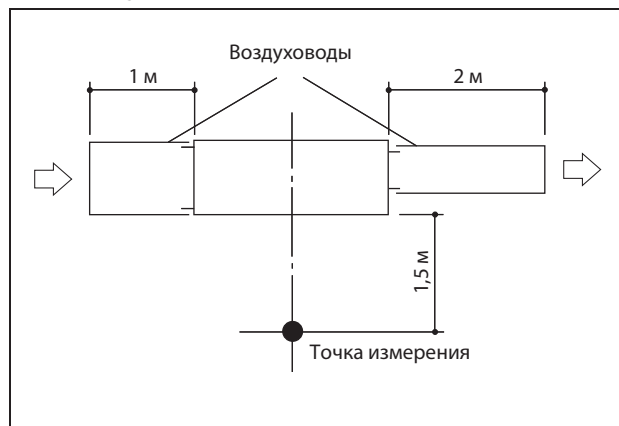 Воздуховоды
1 м
2 м
1,5 м
Точка измерения